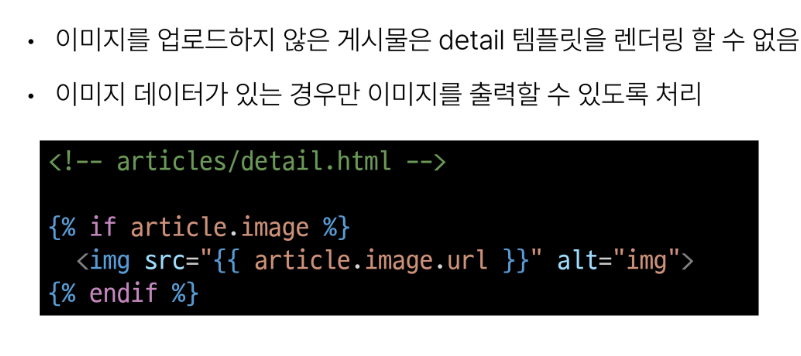 • 이미지를 업로드하지 않은 게시물은 detail 템플릿을 렌더링 할 수 없음
• 이미지 데이터가 있는 경우만 이미지를 출력할 수 있도록 처리
<!-- articles/detail.html -->
{% if article.image %}
  <img src="{{ article.image.url }}" alt="img">
{% endif %}